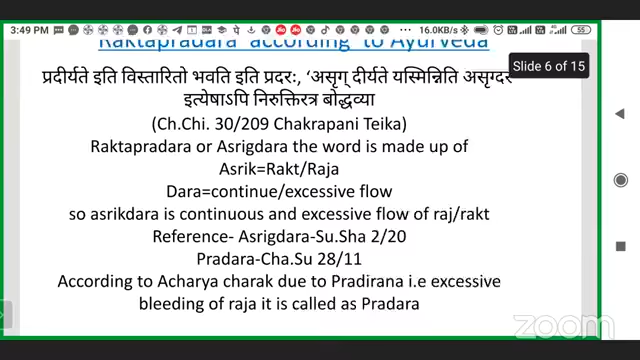 3:49 PM
16.0KB/S
55
Raktapradara according to Ayurveda
Slide 6 of 15
प्रदीर्यते इति विस्तारितो भवति इति प्रदरः, 'असृग् दीर्यते यस्मिन्निति असृग्दर
इत्येषाऽपि निरुक्तिरत्र बोद्धव्या
(Ch.Chi. 30/209 Chakrapani Teika)
Raktapradara or Asrigdara the word is made up of
Asrik=Rakt/Raja
Dara=continue/excessive flow
so asrikdara is continuous and excessive flow of raj/rakt
Reference- Asrigdara-Su.Sha 2/20
Pradara-Cha.Su 28/11
According to Acharya charak due to Pradirana i.e excessive
bleeding of raja it is called as Pradara
zoom